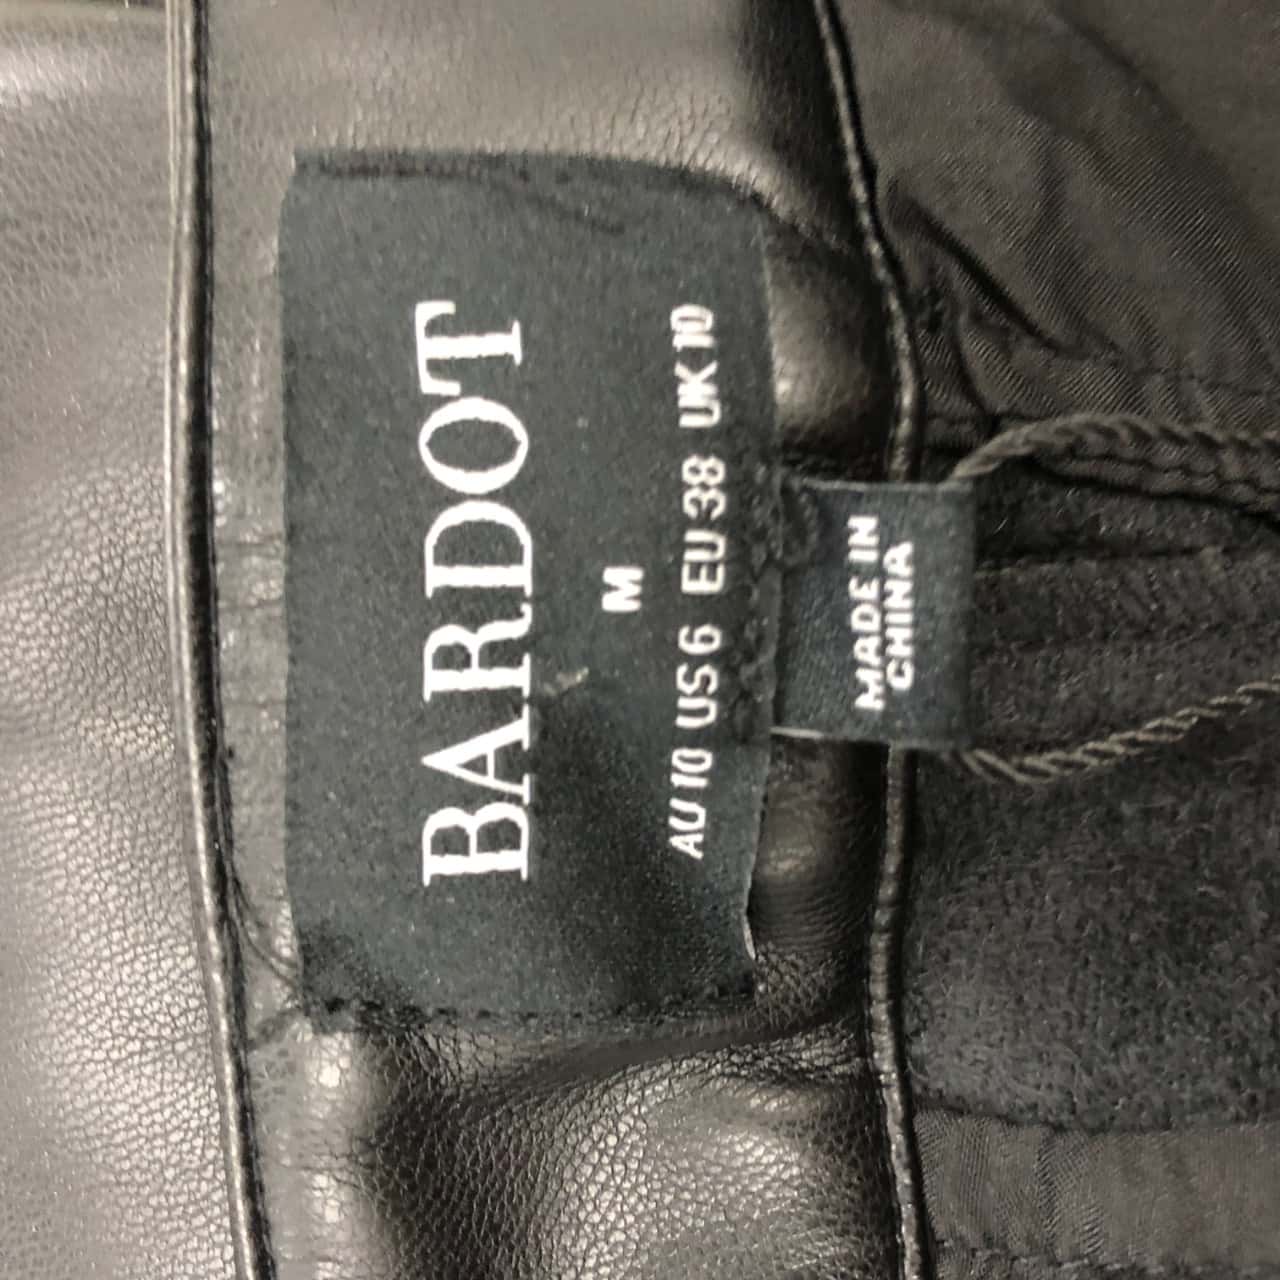 BARDOT
M
AU 10 US 6 EU 38 UK 10
MADE IN
CHINA